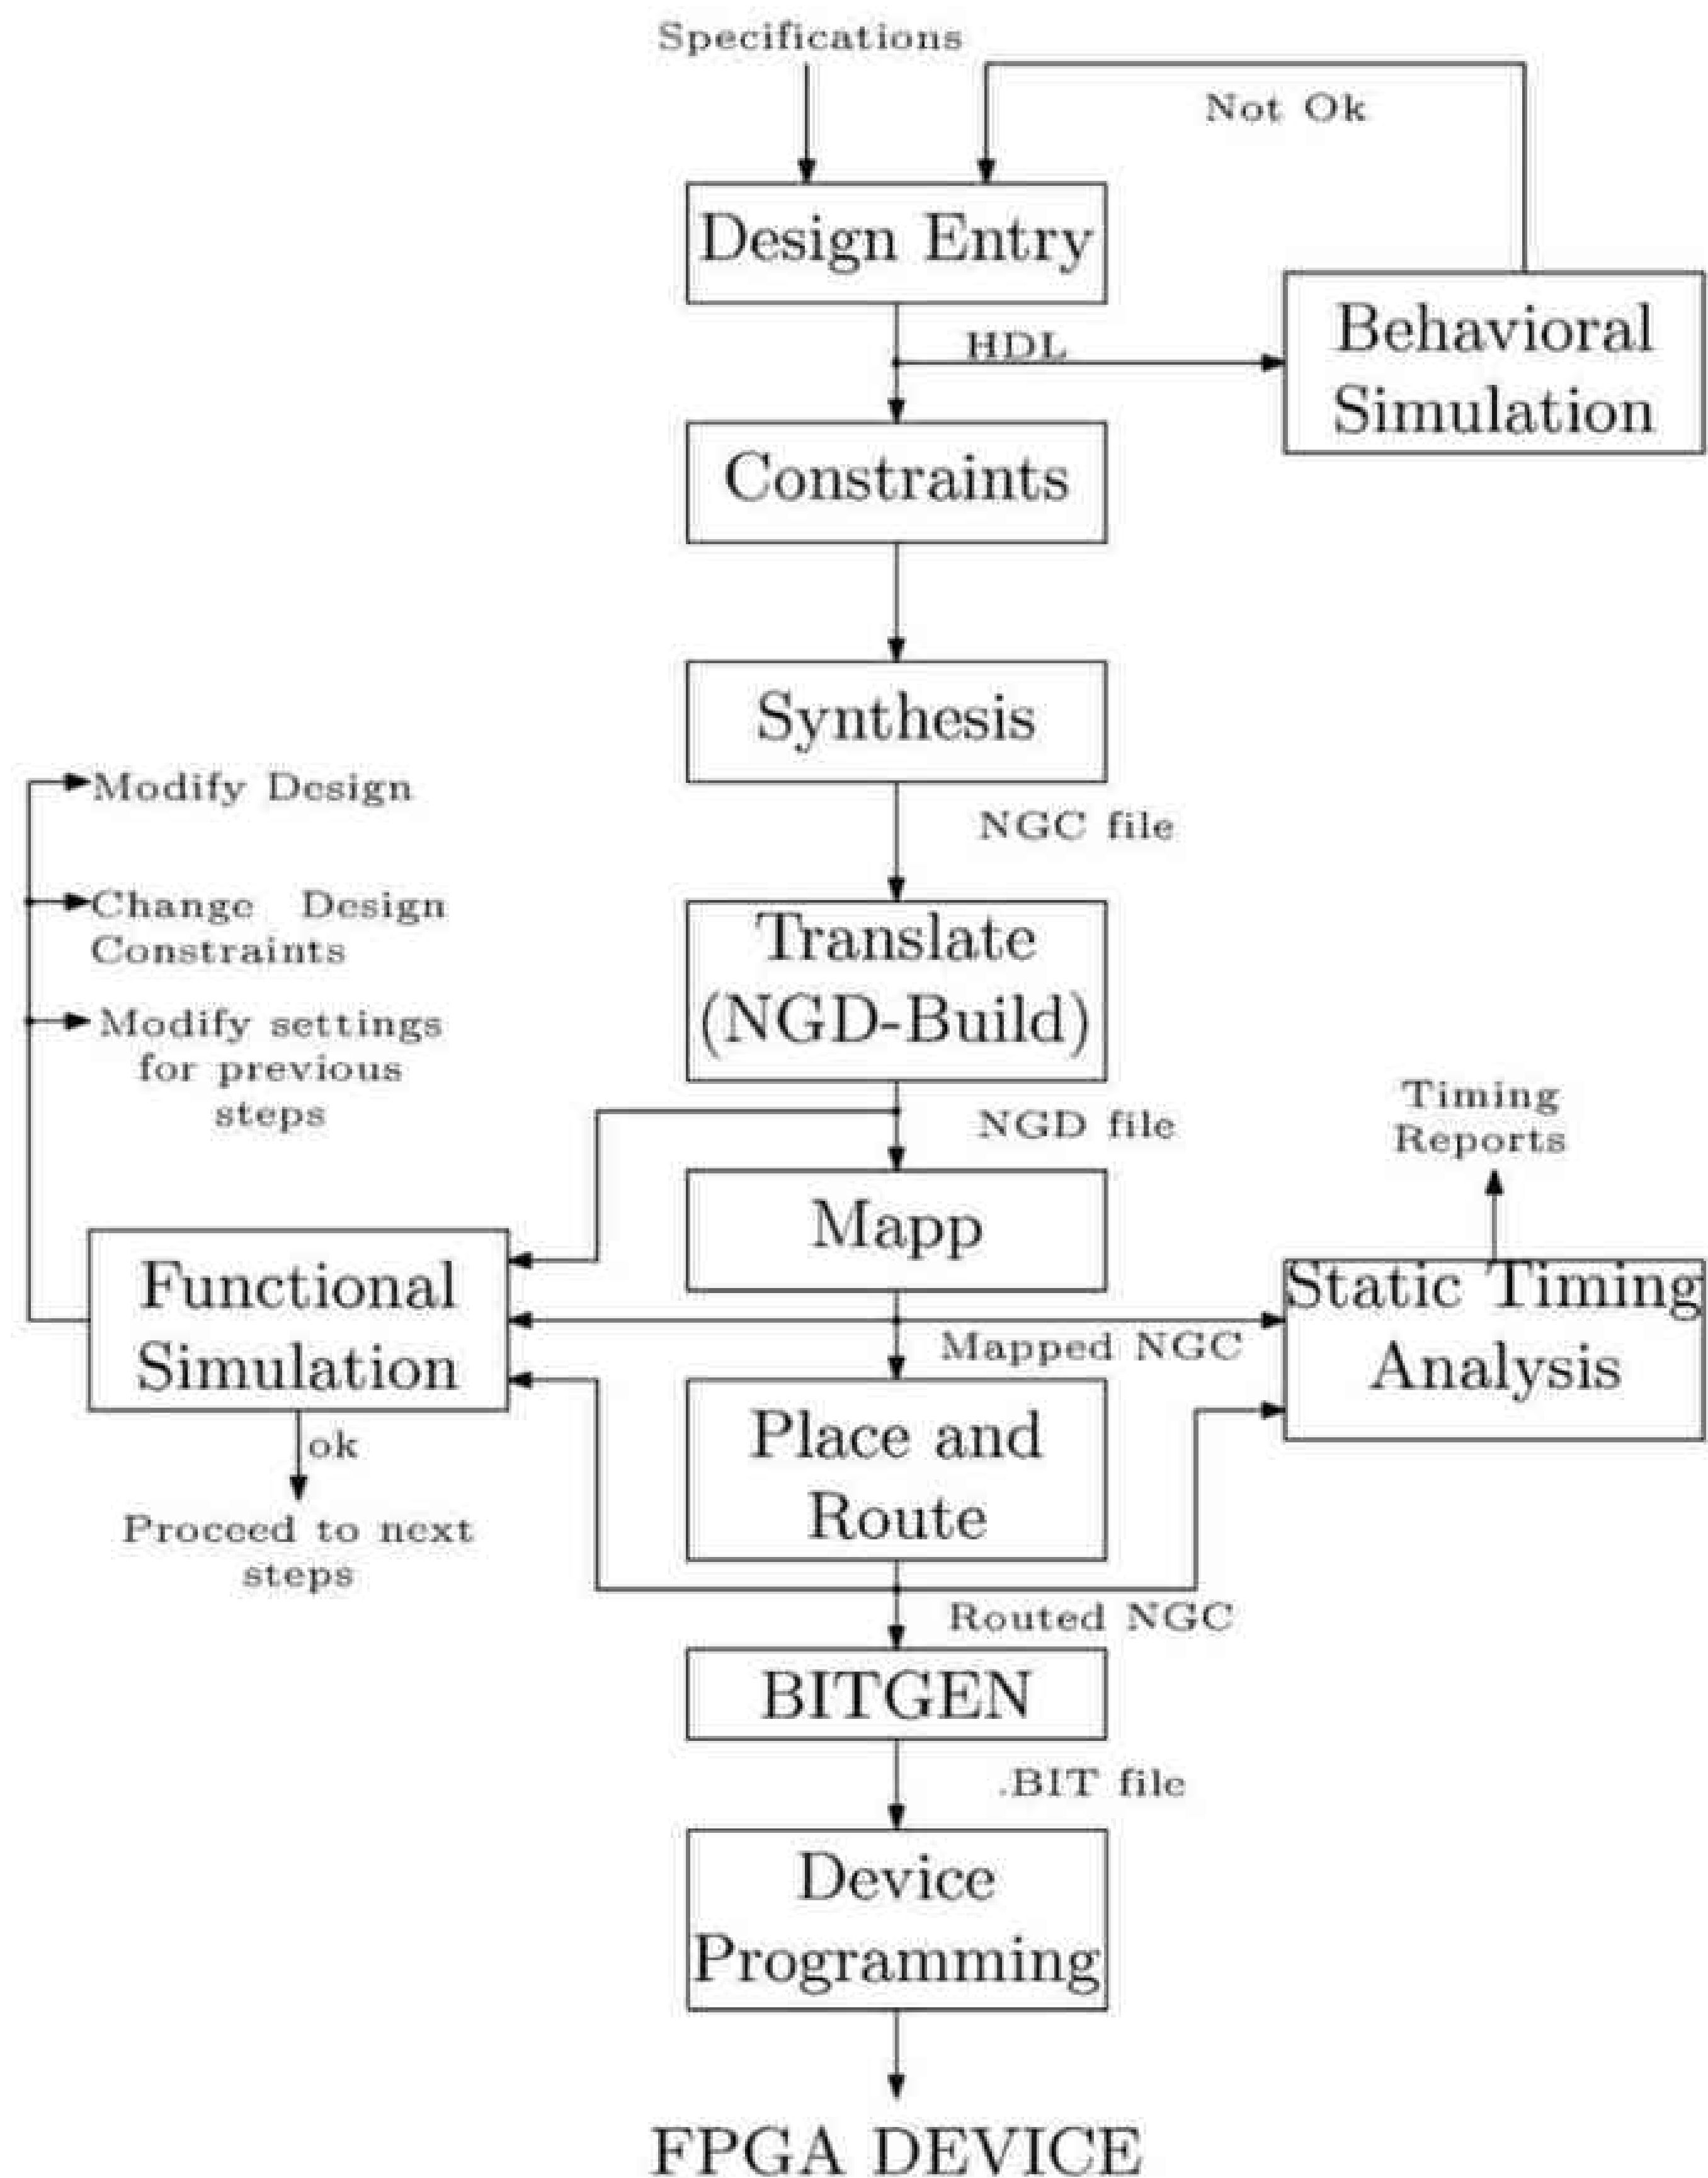 Specifications
Not Ok
Design Entry
HDL
Behavioral
Simulation
Constraints
Synthesis
Modify Design
NGC file
Change Design
Constraints
Translate
(NGD-Build)
Modify settings
for previous
steps
NGD file
Timing
Reports
Mapp
Functional
Simulation
Static Timing
Analysis
Mapped NGC
Place and
Route
ok
Proceed to next
steps
Routed NGC
BITGEN
.BIT file
Device
Programming
FPGA DEVICE